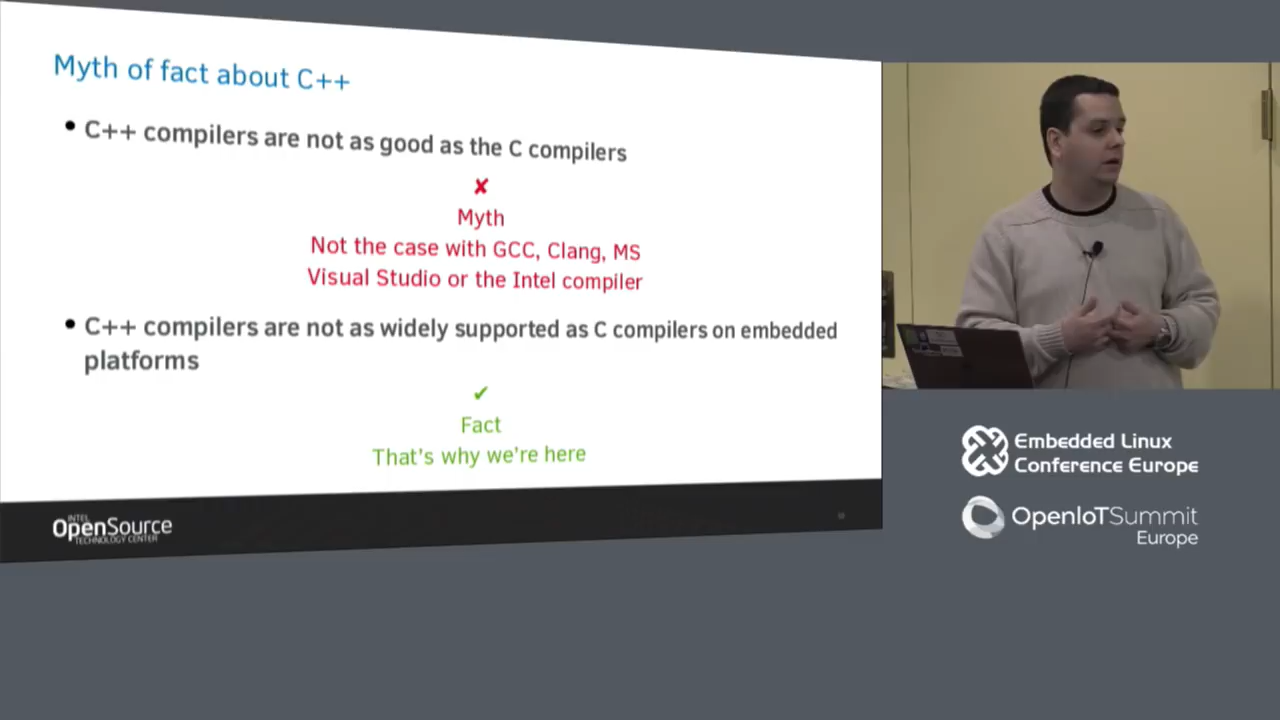 Myth of fact about C++
• C++ compilers are not as good as the C compilers
✘
Myth
Not the case with GCC, Clang, MS
Visual Studio or the Intel compiler
• C++ compilers are not as widely supported as C compilers on embedded
platforms
✔
Fact
That's why we're here
INTEL
OpenSource
TECHNOLOGY CENTER
Embedded Linux
Conference Europe
OpenIoTSummit
Europe